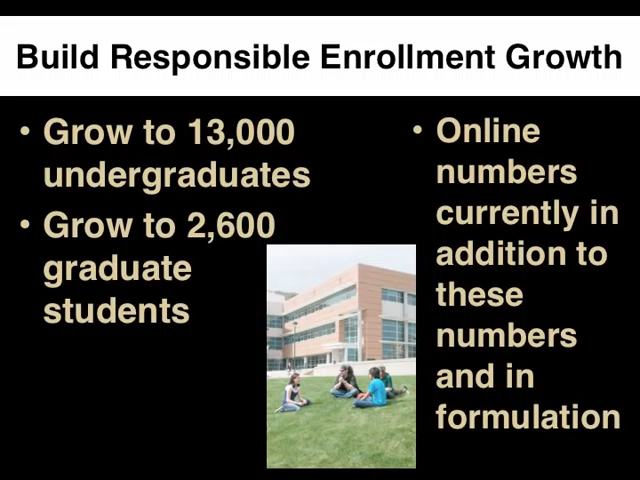 Build Responsible Enrollment Growth
• Grow to 13,000
undergraduates
• Grow to 2,600
graduate
students
• Online
numbers
currently in
addition to
these
numbers
and in
formulation